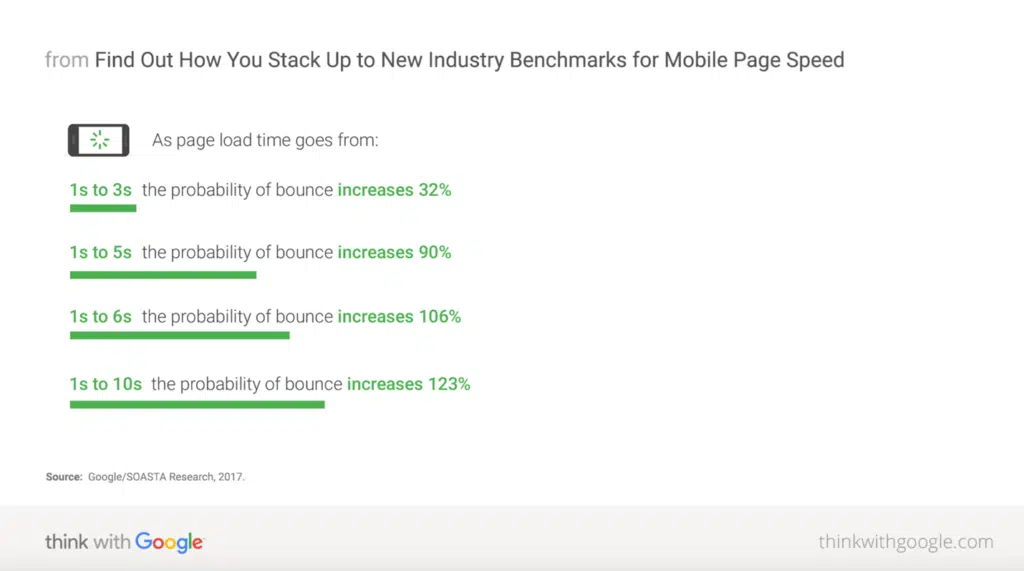 from Find Out How You Stack Up to New Industry Benchmarks for Mobile Page Speed
As page load time goes from:
1s to 3s the probability of bounce increases 32%
1s to 5s the probability of bounce increases 90%
1s to 6s the probability of bounce increases 106%
1s to 10s the probability of bounce increases 123%
Source: Google/SOASTA Research, 2017.
think with Google
thinkwithgoogle.com